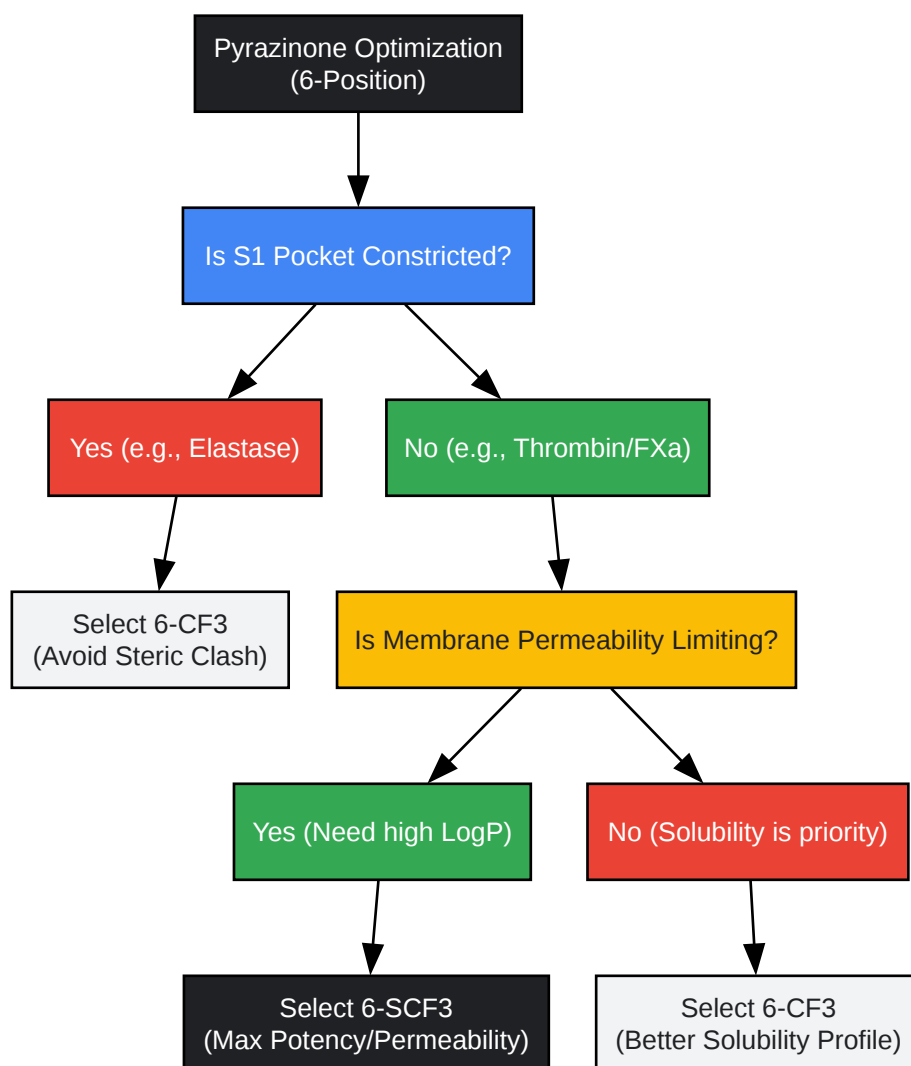 Pyrazinone Optimization
(6-Position)
Is S1 Pocket Constricted?
Yes (e.g., Elastase)
No (e.g., Thrombin/FXa)
Select 6-CF3
(Avoid Steric Clash)
Is Membrane Permeability Limiting?
Yes (Need high LogP)
No (Solubility is priority)
Select 6-SCF3
(Max Potency/Permeability)
Select 6-CF3
(Better Solubility Profile)